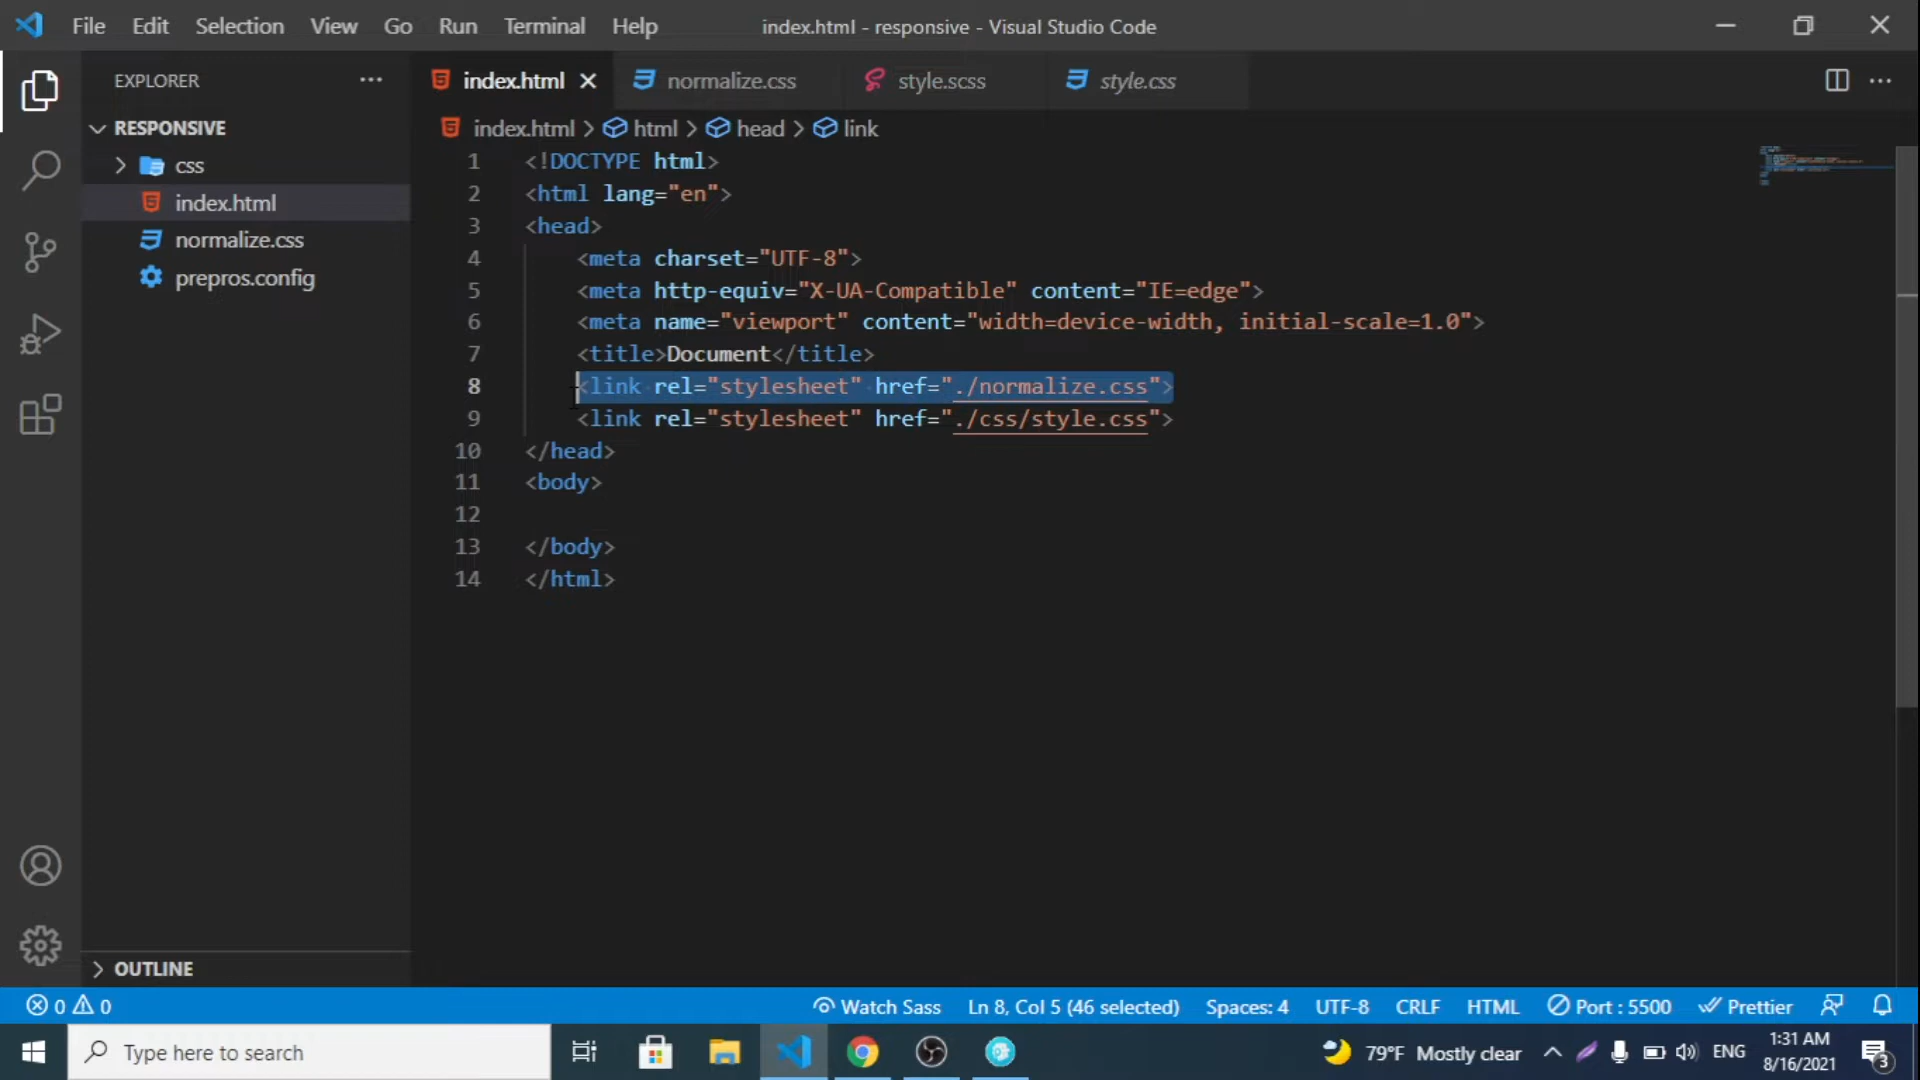 File Edit Selection View Go Run Terminal Help index.html - responsive - Visual Studio Code
EXPLORER
index.html normalize.css style.scss style.css
RESPONSIVE
css
index.html
normalize.css
prepros.config
index.html > html > head > link
1 <!DOCTYPE html>
2 <html lang="en">
3 <head>
4 <meta charset="UTF-8">
5 <meta http-equiv="X-UA-Compatible" content="IE=edge">
6 <meta name="viewport" content="width=device-width, initial-scale=1.0">
7 <title>Document</title>
8 <link rel="stylesheet" href="./normalize.css">
9 <link rel="stylesheet" href="./css/style.css">
10 </head>
11 <body>
12
13 </body>
14 </html>
OUTLINE
0 0 Watch Sass Ln 8, Col 5 (46 selected) Spaces: 4 UTF-8 CRLF HTML Port : 5500 Prettier
Type here to search
79°F Mostly clear ENG
1:31 AM
8/16/2021
3